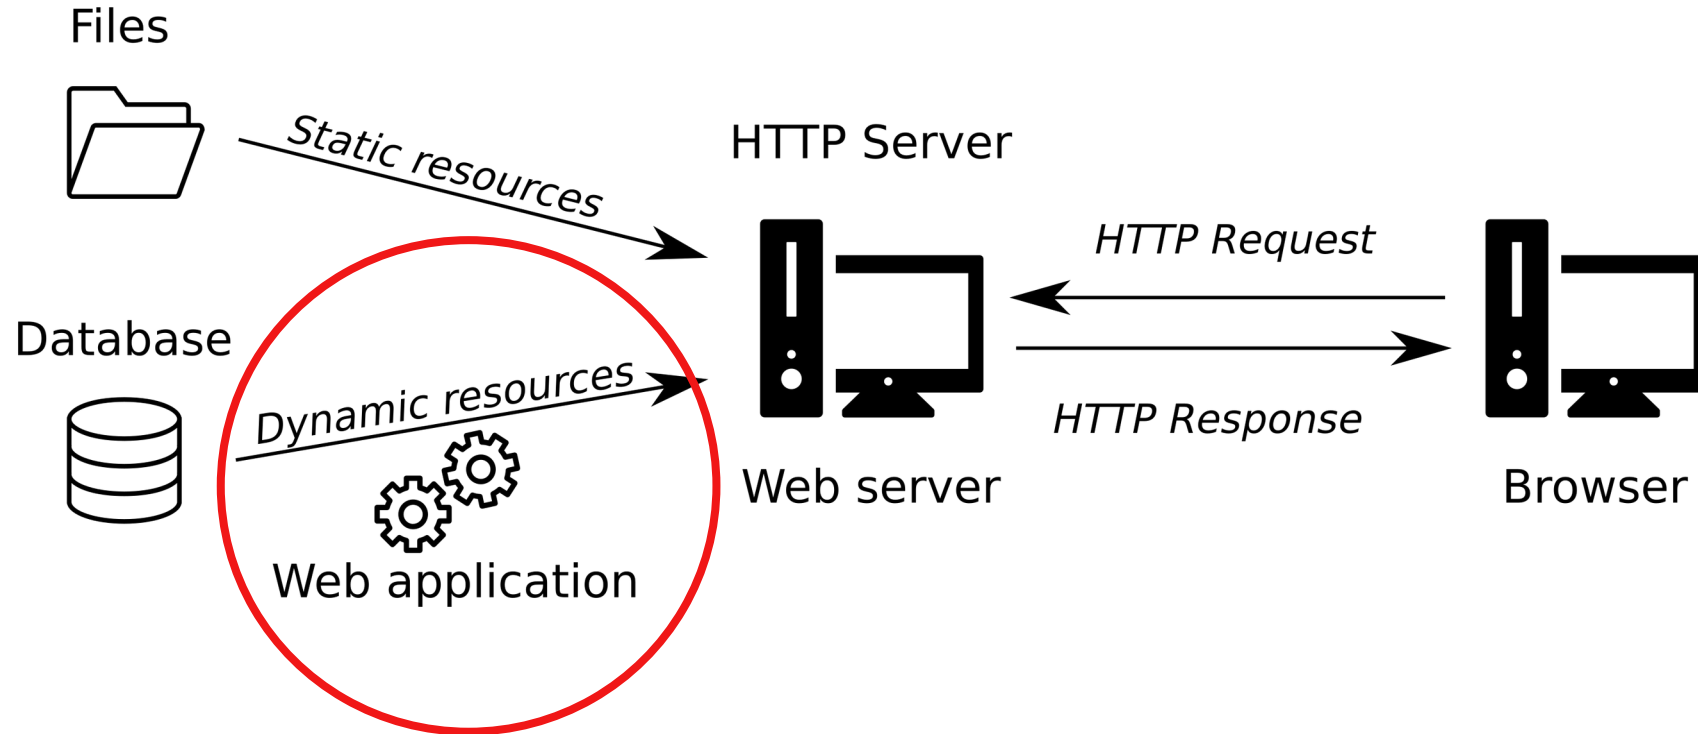 Files
Static resources
HTTP Server
HTTP Request
Database
Dynamic resources
HTTP Response
Web server
Browser
Web application